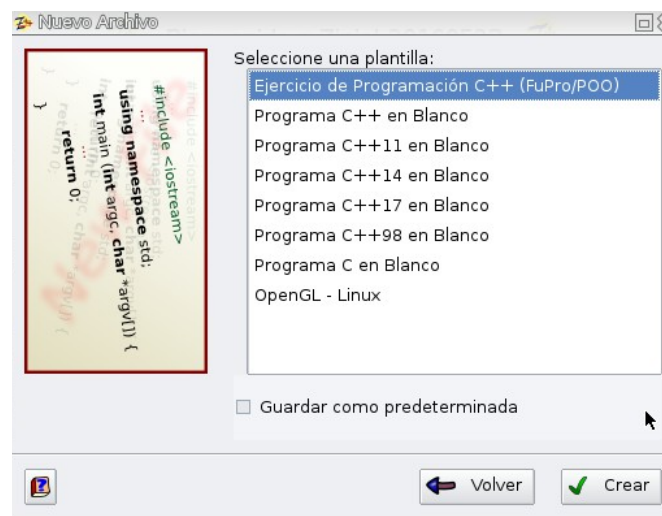 Nuevo Archivo
Seleccione una plantilla:
Ejercicio de Programación C++ (FuPro/POO)
Programa C++ en Blanco
Programa C++11 en Blanco
Programa C++14 en Blanco
Programa C++17 en Blanco
Programa C++98 en Blanco
Programa C en Blanco
OpenGL - Linux
#include <iostream>
using namespace std;
...
int main (int argc, char *argv[]) {
...
return 0;
}
Guardar como predeterminada
Volver
Crear